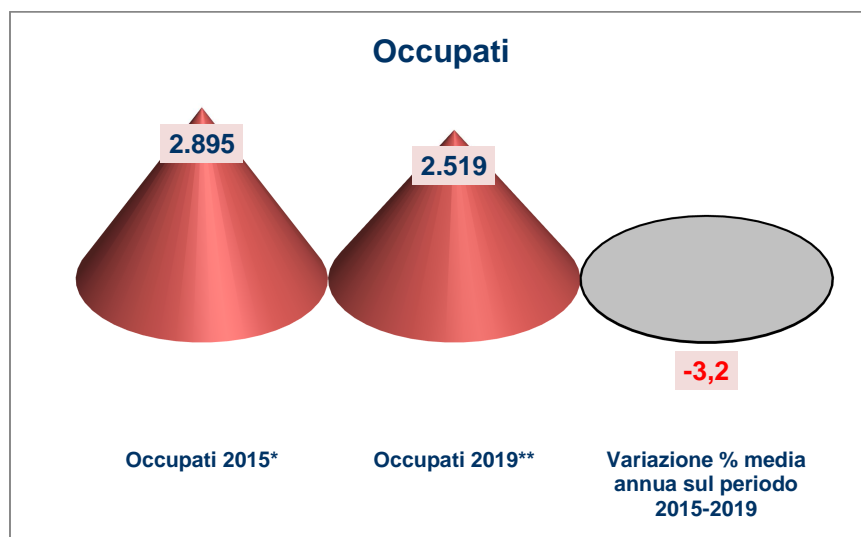 Occupati
2.895
2.519
-3,2
Occupati 2015*
Occupati 2019**
Variazione % media
annua sul periodo
2015-2019